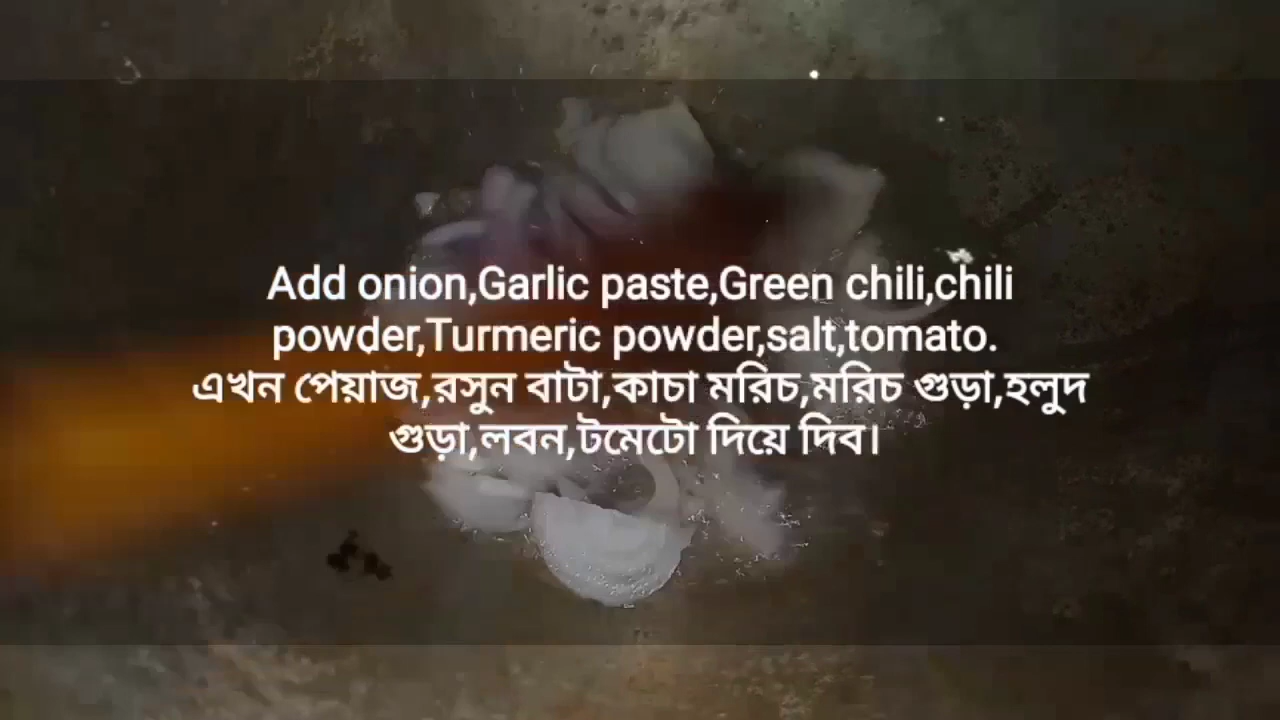 Add onion,Garlic paste,Green chili,chili
powder,Turmeric powder,salt,tomato.
এখন পেয়াজ,রসুন বাটা,কাচা মরিচ,মরিচ গুড়া,হলুদ
গুড়া,লবন,টমেটো দিয়ে দিব।